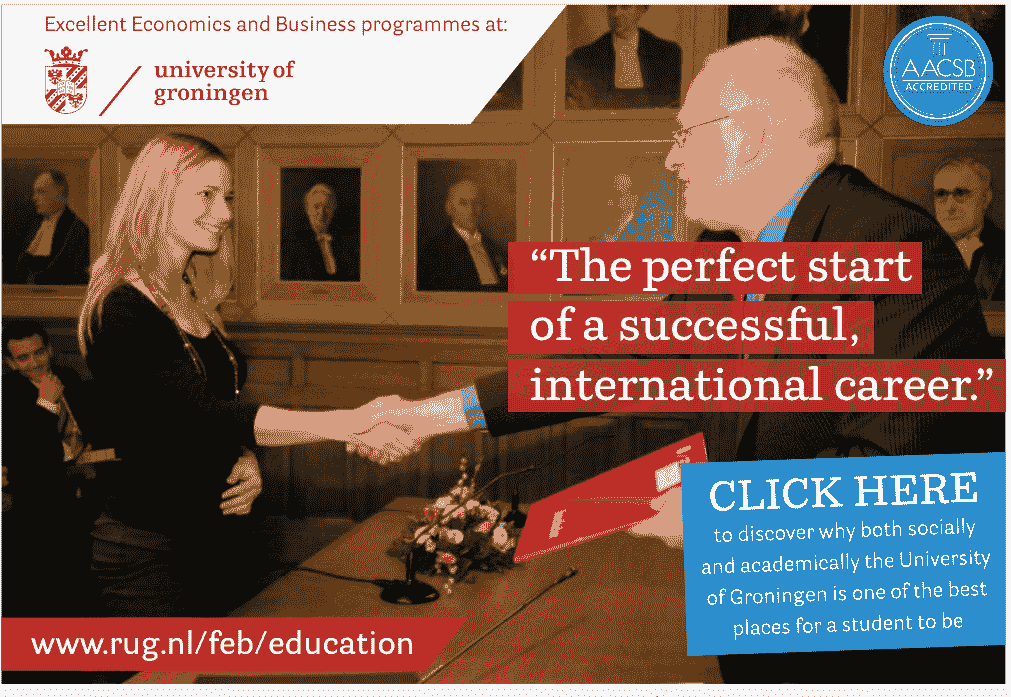 Excellent Economics and Business programmes at:
university of
groningen
AACSB
ACCREDITED
“The perfect start
of a successful,
international career.”
CLICK HERE
to discover why both socially
and academically the University
of Groningen is one of the best
places for a student to be
www.rug.nl/feb/education